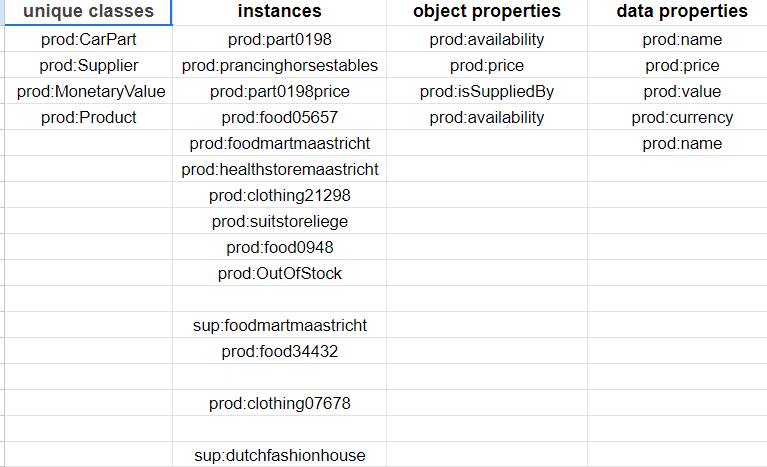 unique classes instances object properties data properties
prod:CarPart prod:part0198 prod:availability prod:name
prod:Supplier prod:prancinghorsestables prod:price prod:price
prod:MonetaryValue prod:part0198price prod:isSuppliedBy prod:value
prod:Product prod:food05657 prod:availability prod:currency
prod:foodmartmaastricht prod:name
prod:healthstoremaastricht
prod:clothing21298
prod:suitstoreliege
prod:food0948
prod:OutOfStock
sup:foodmartmaastricht
prod:food34432
prod:clothing07678
sup:dutchfashionhouse